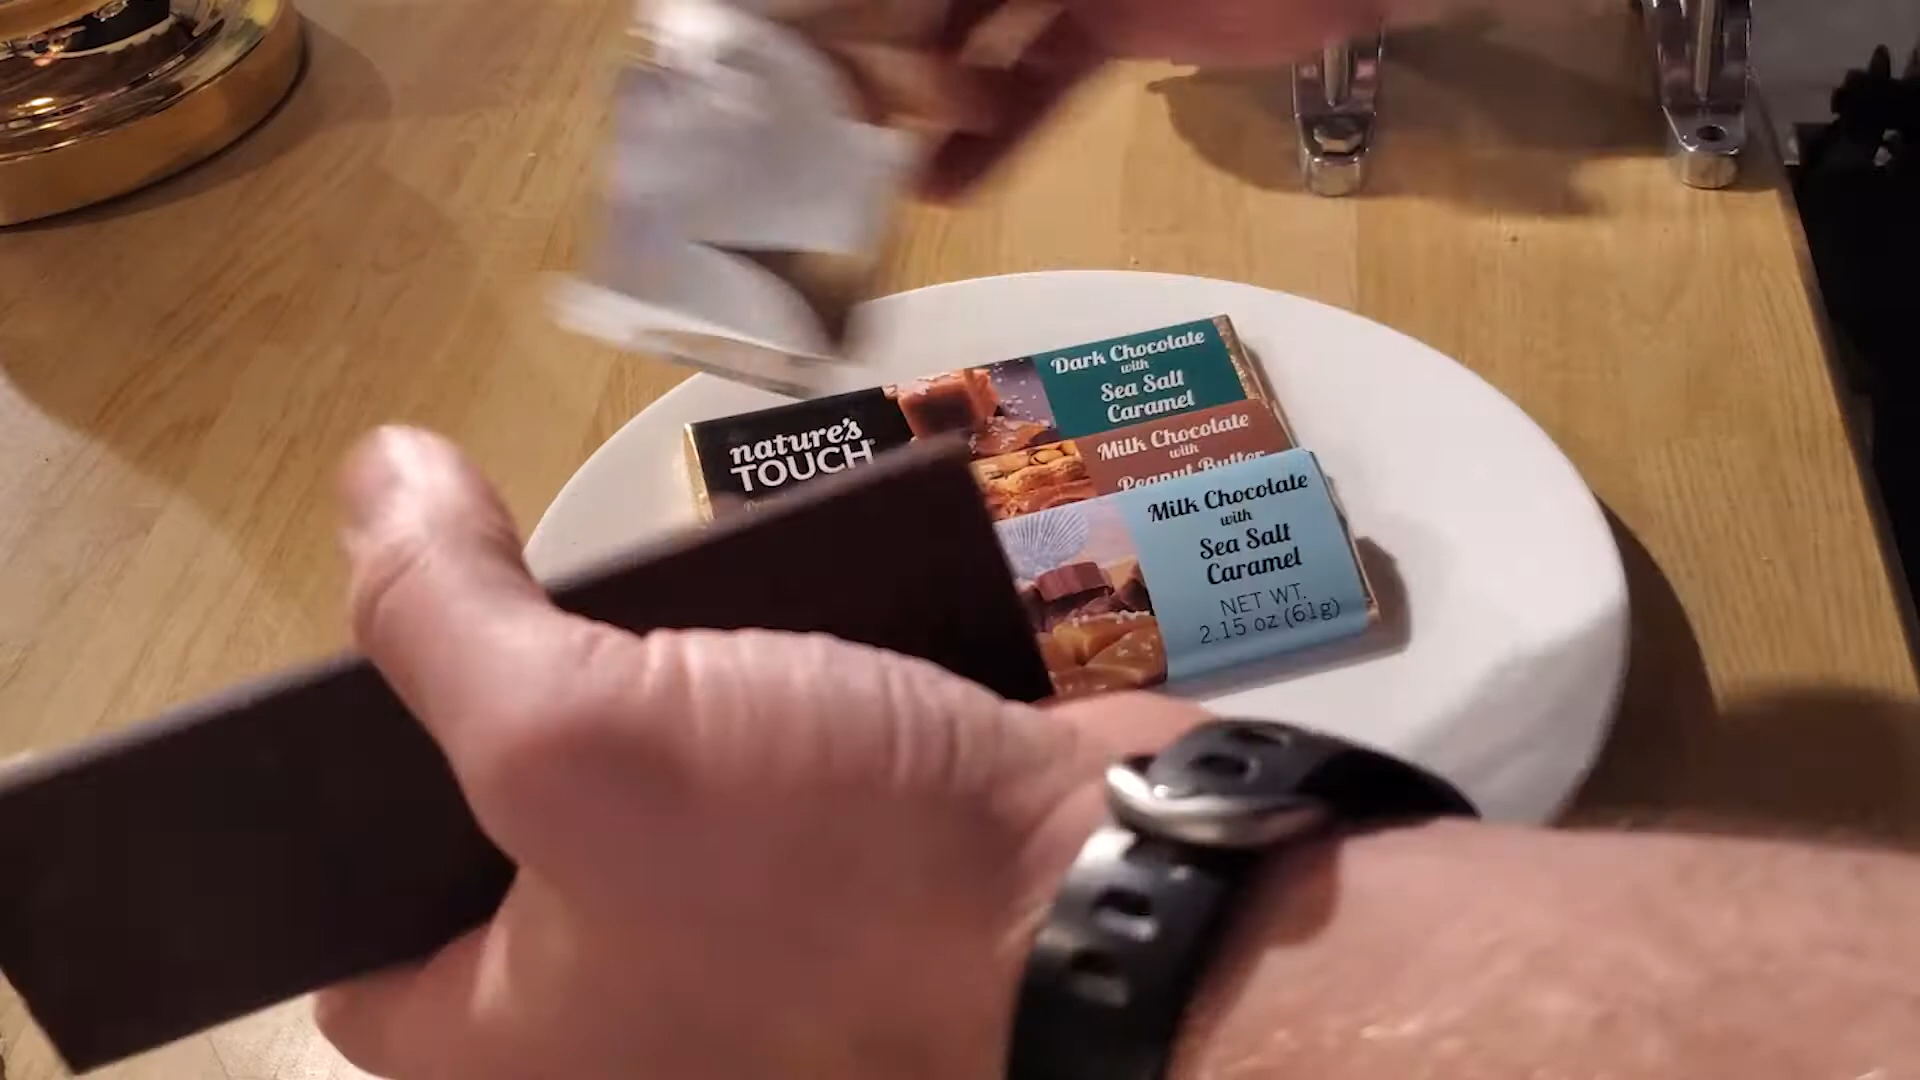 nature's
TOUCH
Dark Chocolate
with
Sea Salt
Caramel
Milk Chocolate
with
Peanut Butter
Milk Chocolate
with
Sea Salt
Caramel
NET WT.
2.15 oz (61g)